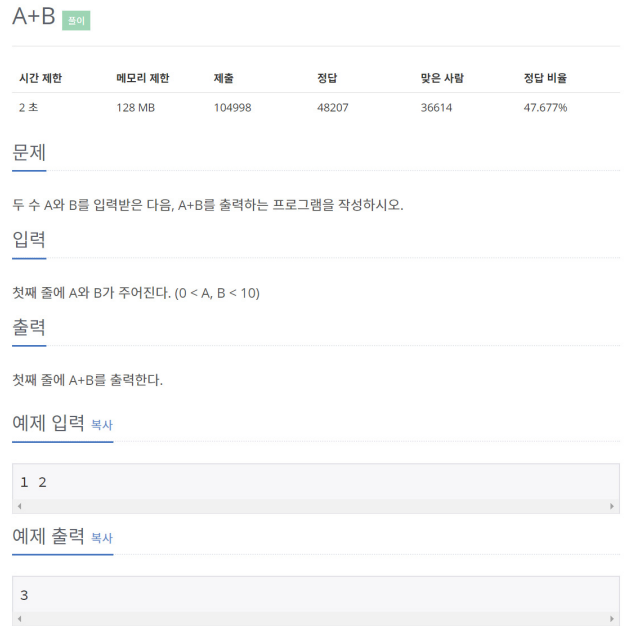 A+B 풀이
시간 제한 메모리 제한 제출 정답 맞은 사람 정답 비율
2 초 128 MB 104998 48207 36614 47.677%
문제
두 수 A와 B를 입력받은 다음, A+B를 출력하는 프로그램을 작성하시오.
입력
첫째 줄에 A와 B가 주어진다. (0 < A, B < 10)
출력
첫째 줄에 A+B를 출력한다.
예제 입력 복사
1 2
예제 출력 복사
3